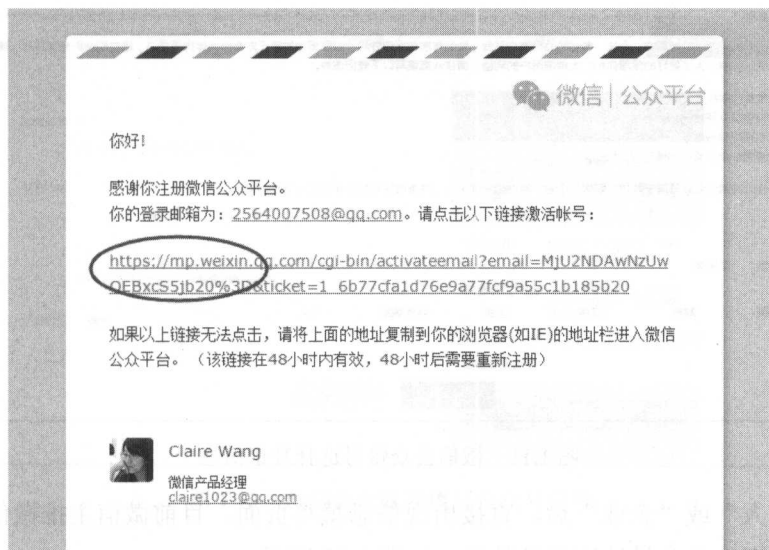 微信 | 公众平台
你好!
感谢你注册微信公众平台。
你的登录邮箱为：2564007508@qq.com。请点击以下链接激活帐号：
https://mp.weixin.qq.com/cgi-bin/activateemail?email=MjU2NDAwNzUw
OEBxcS5jb20%3D&ticket=1_6b77cfa1d76e9a77fcf9a55c1b185b20
如果以上链接无法点击，请将上面的地址复制到你的浏览器(如IE)的地址栏进入微信
公众平台。（该链接在48小时内有效，48小时后需要重新注册）
Claire Wang
微信产品经理
claire1023@qq.com